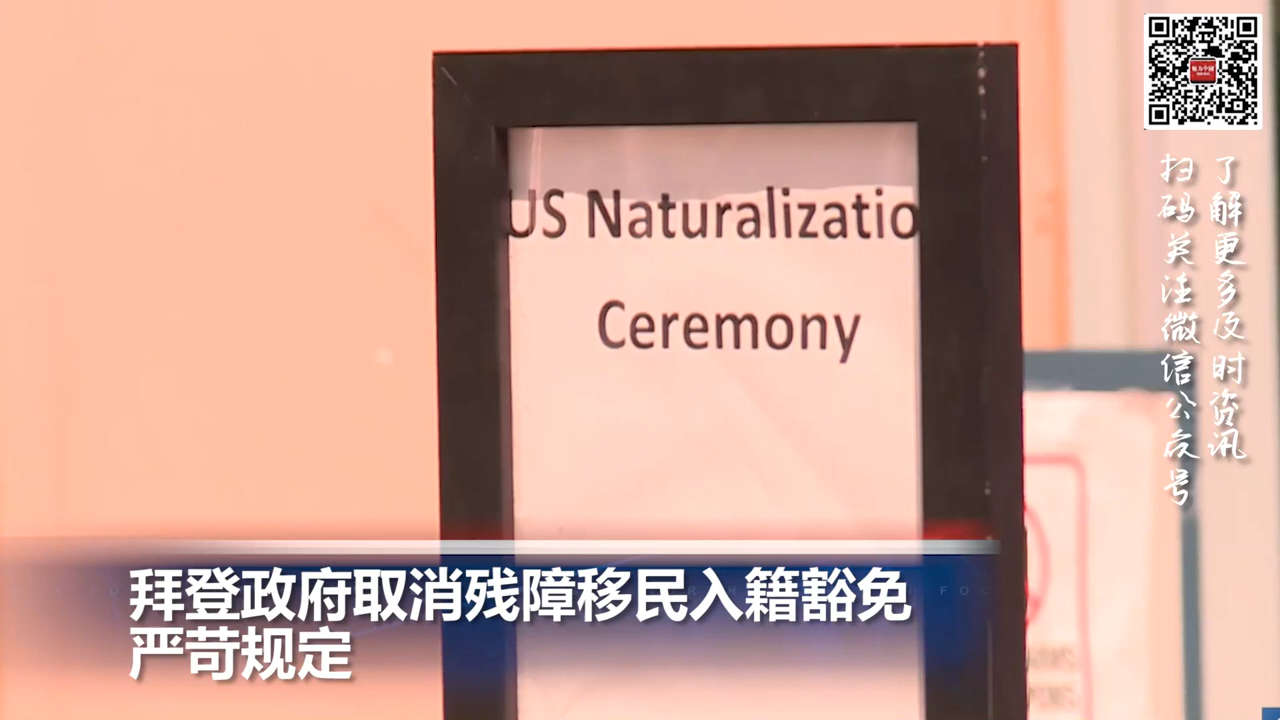 US Naturalizatio
Ceremony
了解更多及时资讯
扫码关注微信公众号
拜登政府取消残障移民入籍豁免
严苛规定